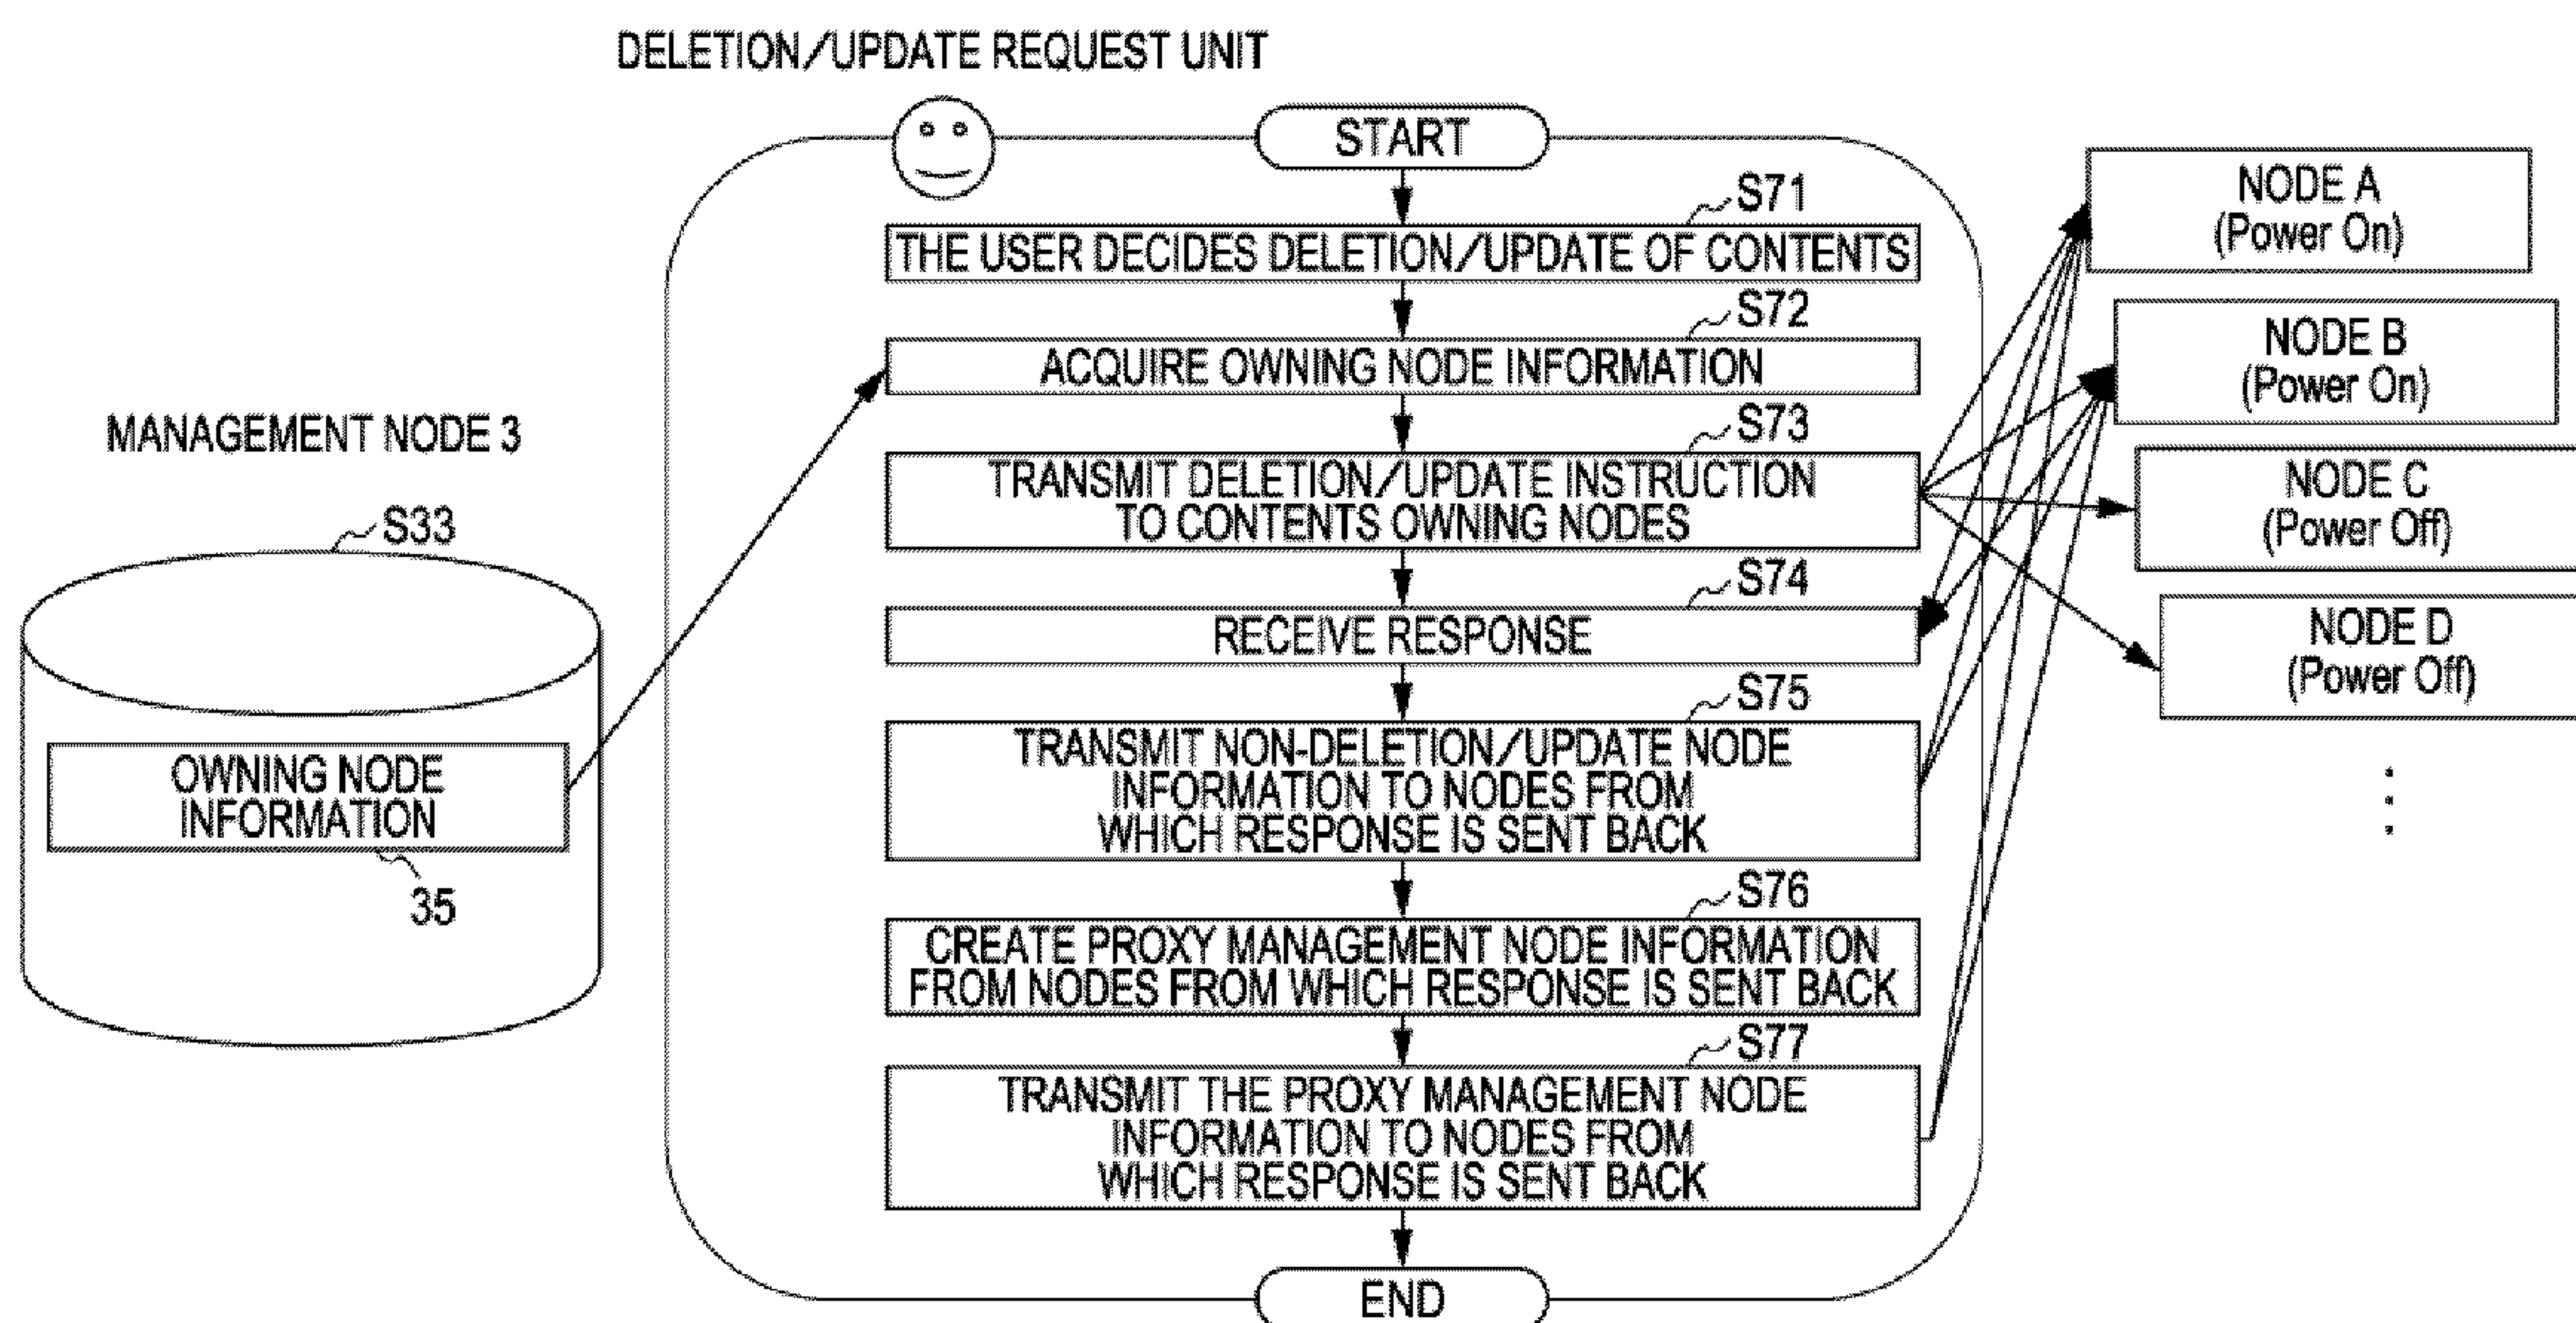 DELETION/UPDATE REQUEST UNIT
START
S71
THE USER DECIDES DELETION/UPDATE OF CONTENTS
S72
ACQUIRE OWNING NODE INFORMATION
S73
TRANSMIT DELETION/UPDATE INSTRUCTION
TO CONTENTS OWNING NODES
S74
RECEIVE RESPONSE
S75
TRANSMIT NON-DELETION/UPDATE NODE
INFORMATION TO NODES FROM
WHICH RESPONSE IS SENT BACK
S76
CREATE PROXY MANAGEMENT NODE INFORMATION
FROM NODES FROM WHICH RESPONSE IS SENT BACK
S77
TRANSMIT THE PROXY MANAGEMENT NODE
INFORMATION TO NODES FROM
WHICH RESPONSE IS SENT BACK
END
MANAGEMENT NODE 3
S33
OWNING NODE
INFORMATION
35
NODE A
(Power On)
NODE B
(Power On)
NODE C
(Power Off)
NODE D
(Power Off)